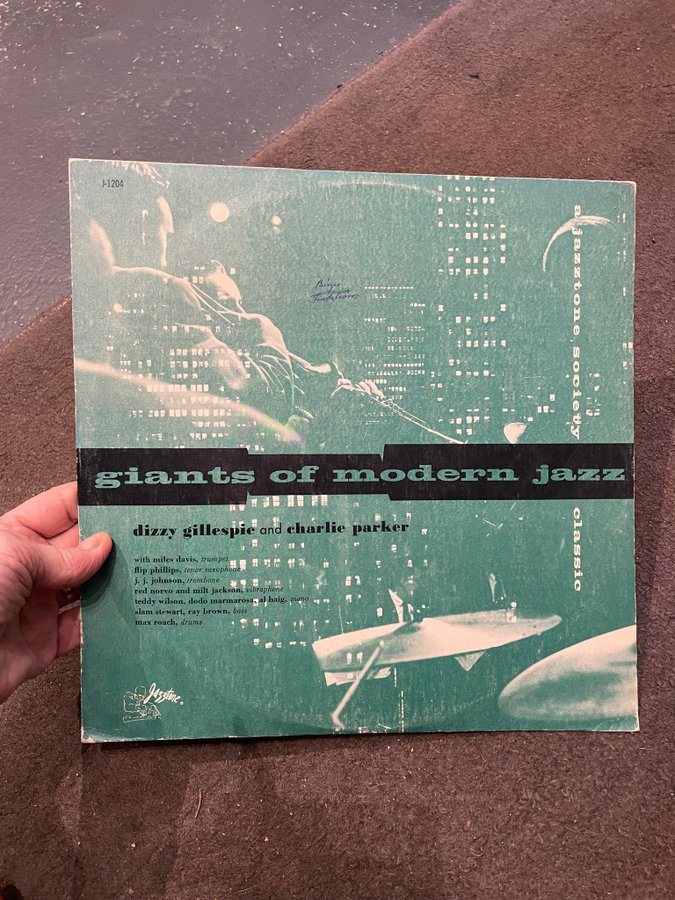 J-1204
a jazztone society classic
giants of modern jazz
dizzy gillespie and charlie parker
with miles davis, trumpet
flip phillips, tenor saxophone
j. j. johnson, trombone
red norvo and milt jackson, vibraphone
teddy wilson, dodo marmarosa, al haig, piano
slam stewart, ray brown, bass
max roach, drums
Jazztone